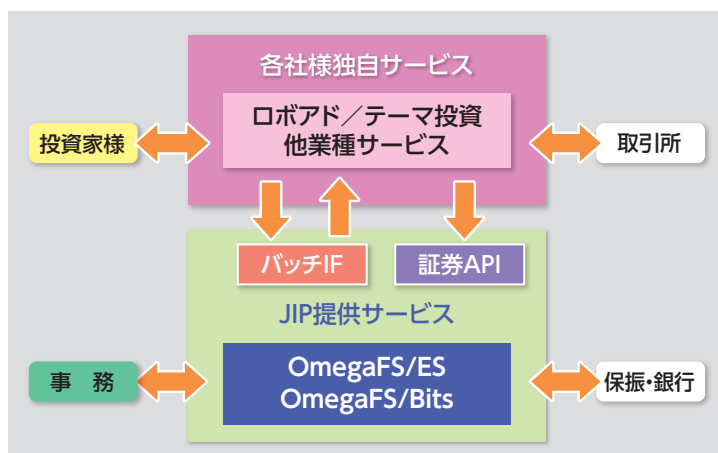 各社様独自サービス
ロボアド／テーマ投資
他業種サービス
投資家様
取引所
バッチIF
証券API
JIP提供サービス
OmegaFS/ES
OmegaFS/Bits
事　務
保振・銀行